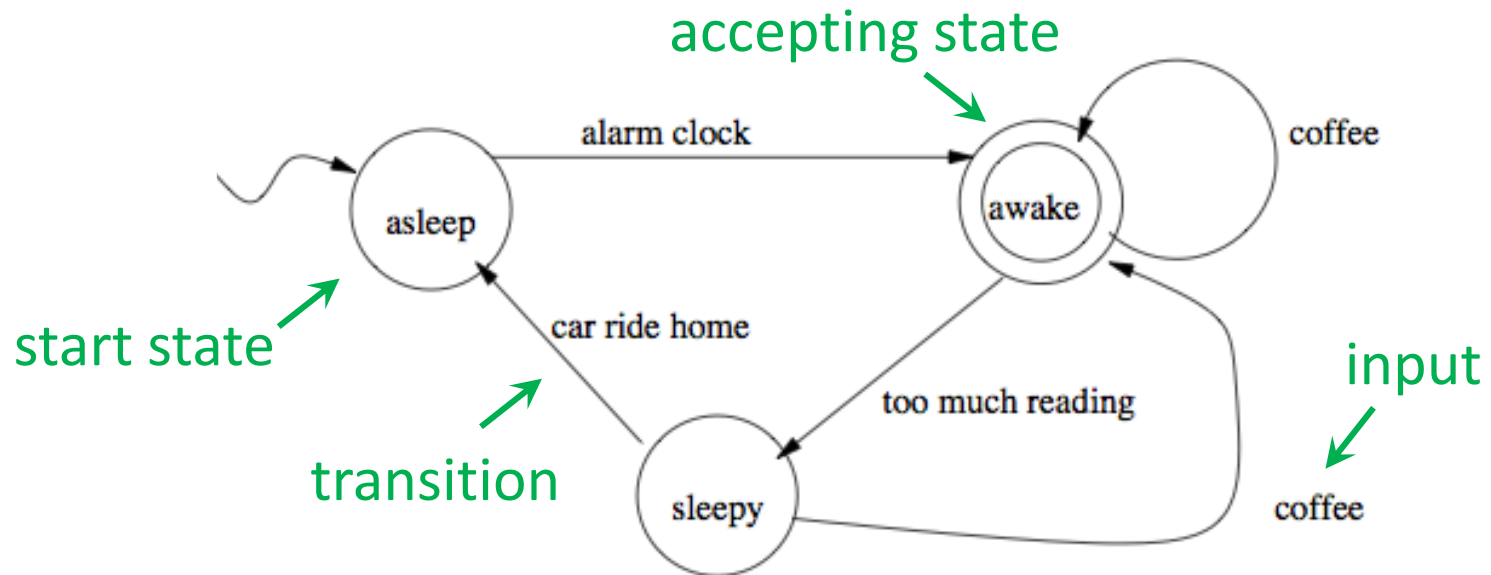 accepting state
alarm clock
coffee
asleep
awake
start state
car ride home
input
too much reading
transition
sleepy
coffee